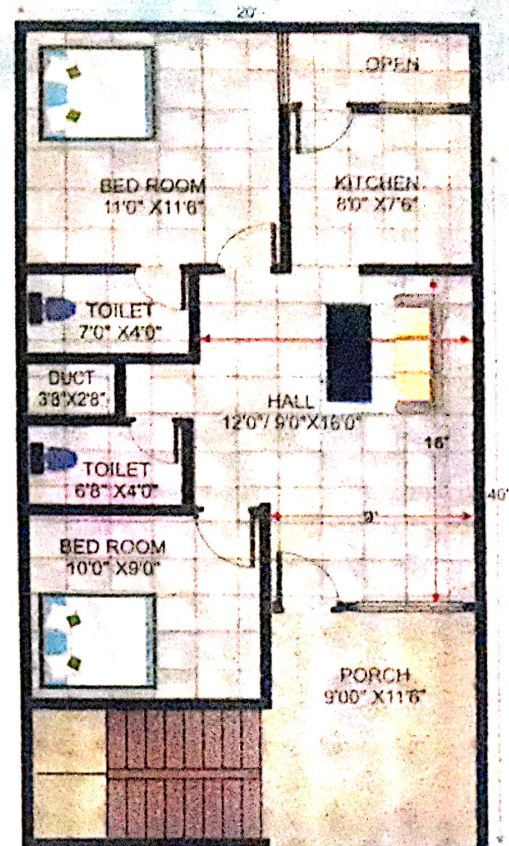 20'
OPEN
BED ROOM
11'0" X11'6"
KITCHEN
8'0" X7'6"
TOILET
7'0" X4'0"
DUCT
3'8"X2'8"
HALL
12'0"/ 9'0"X16'0"
16'
TOILET
6'8" X4'0"
40'
9'
BED ROOM
10'0" X9'0"
PORCH
9'00" X11'6"